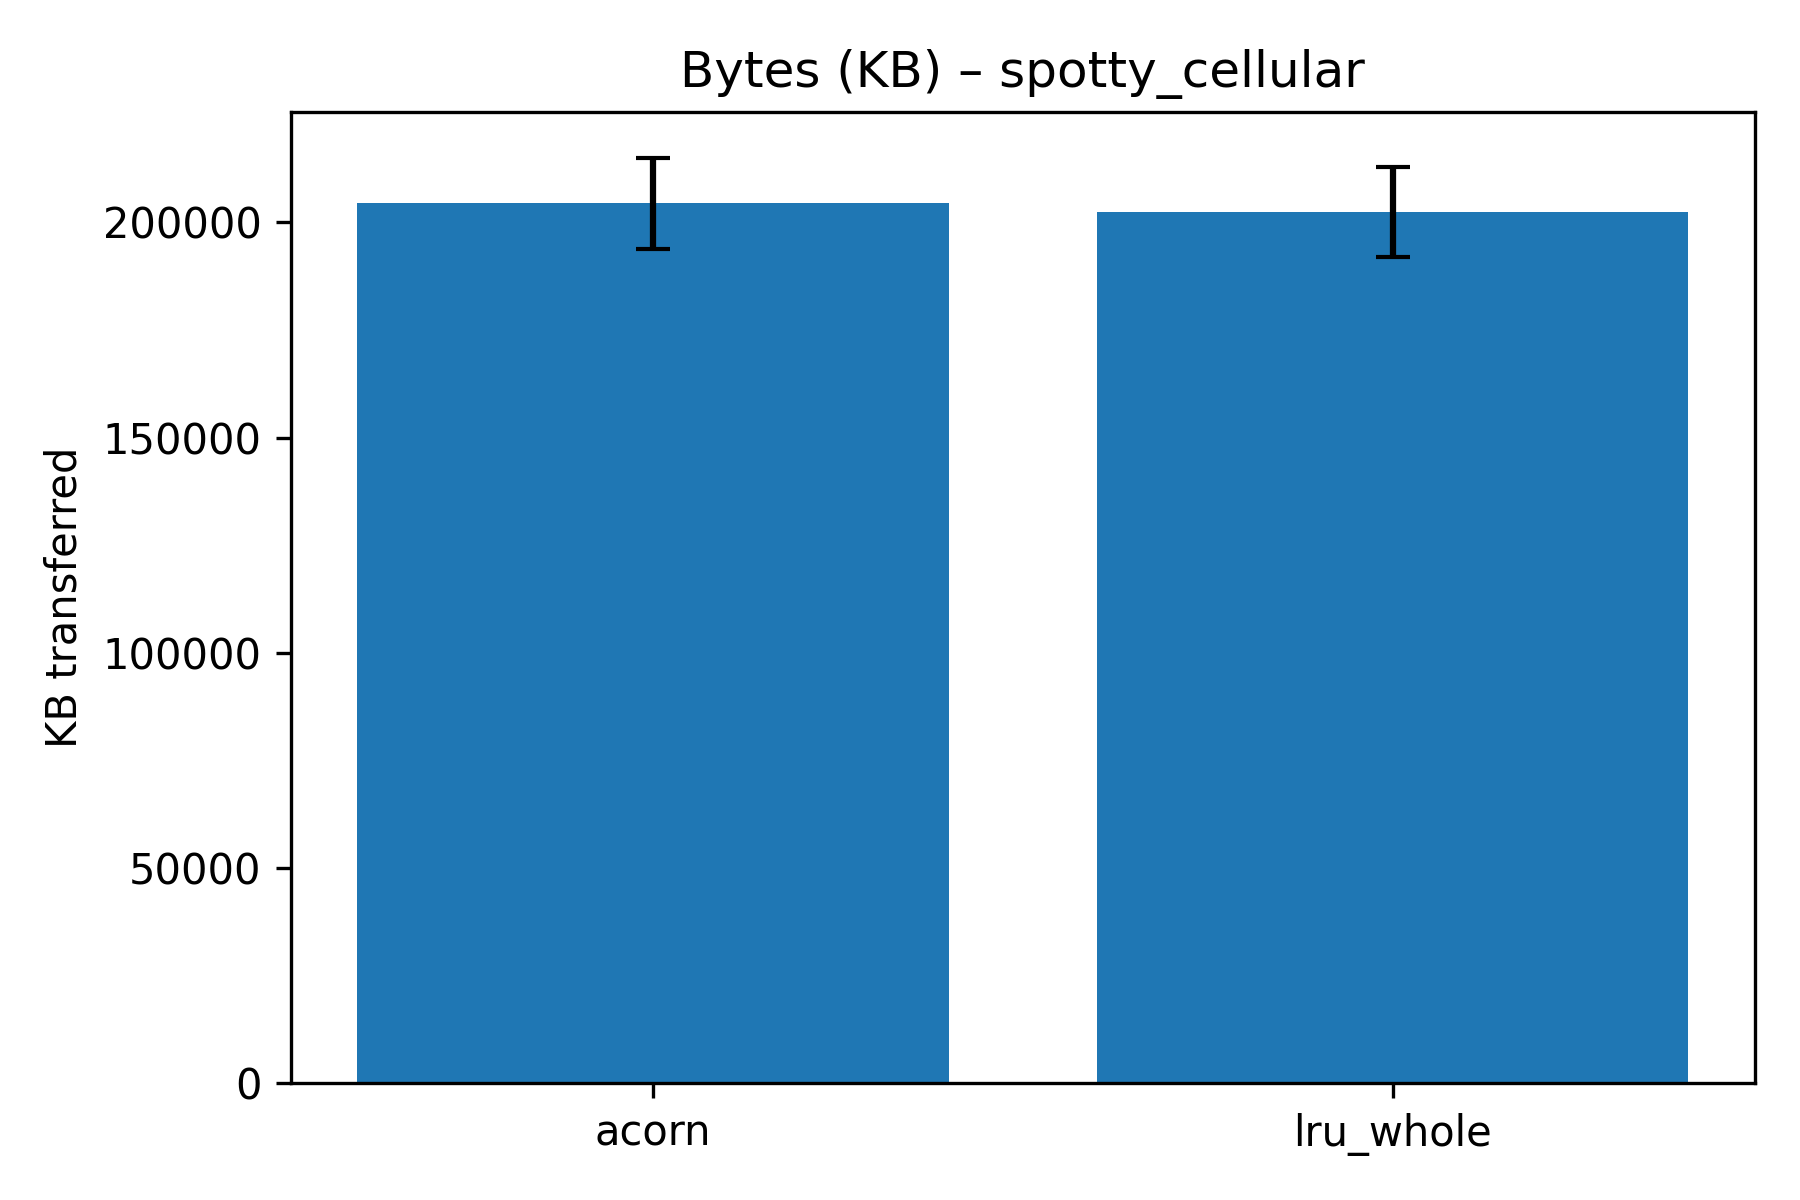 Bytes (KB) – spotty_cellular
KB transferred
200000
150000
100000
50000
0
acorn
lru_whole